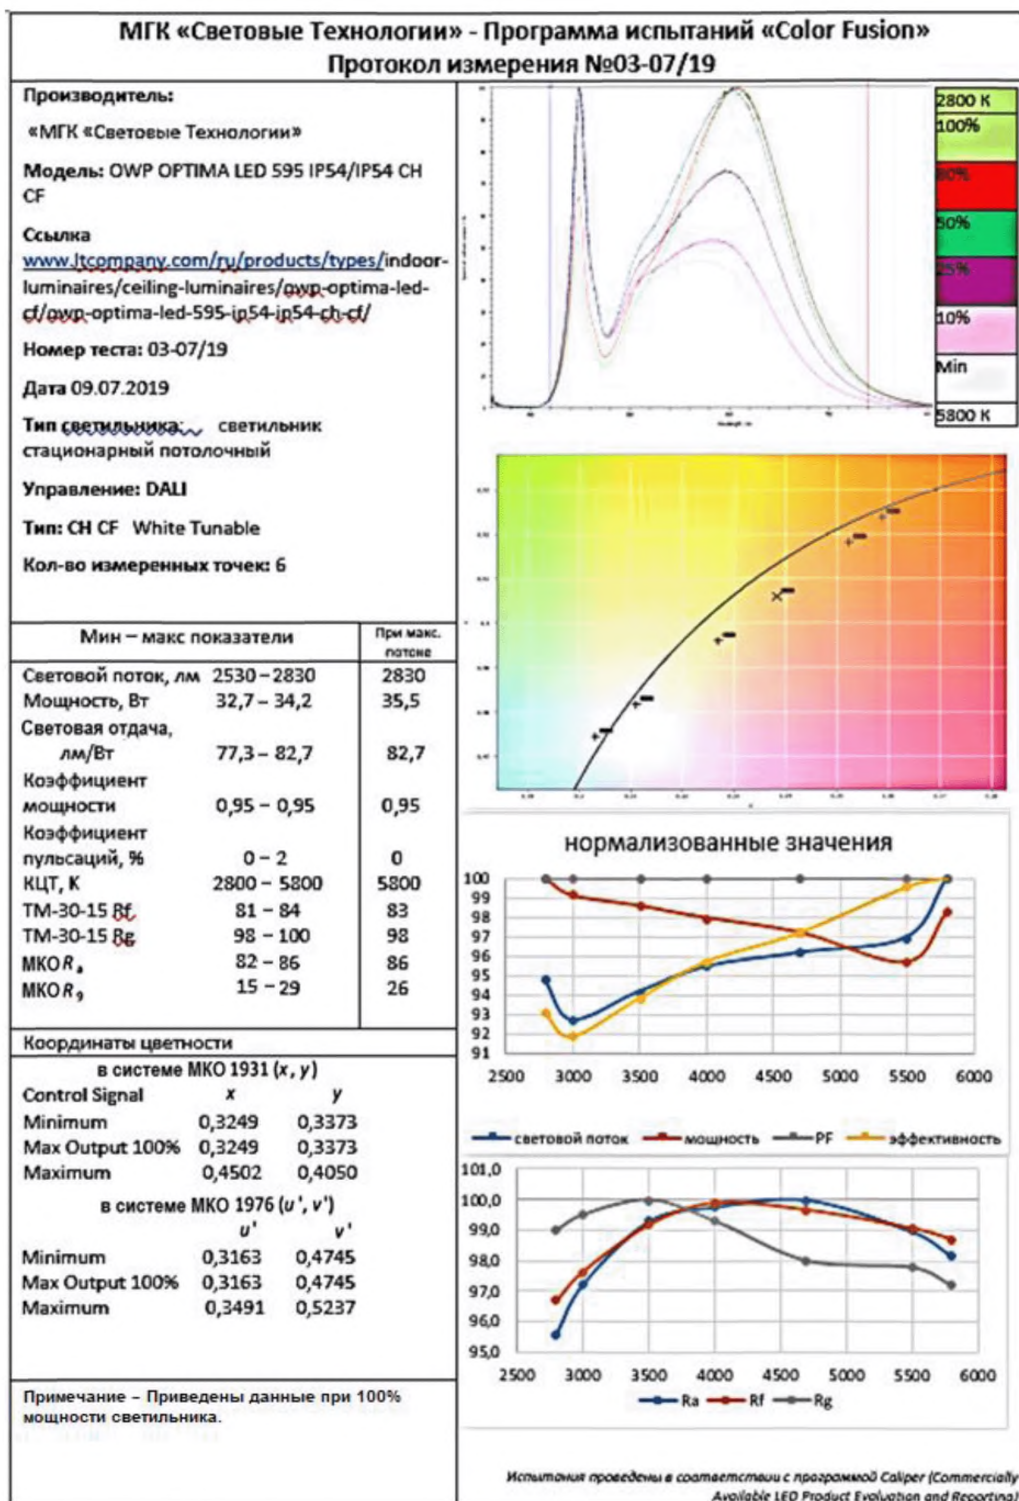 МГК «Световые Технологии» - Программа испытаний «Color Fusion»
Протокол измерения №03-07/19
Производитель:
«МГК «Световые Технологии»
Модель: OWP OPTIMA LED 595 IP54/IP54 CH
CF
Ссылка
www.ltcompany.com/ru/products/types/indoor-
luminaires/ceiling-luminaires/owp-optima-led-
cf/owp-optima-led-595-ip54-ip54-ch-cf/
Номер теста: 03-07/19
Дата 09.07.2019
Тип светильника: светильник
стационарный потолочный
Управление: DALI
Тип: CH CF White Tunable
Кол-во измеренных точек: 6
2800 K
100%
80%
50%
25%
10%
Min
5800 K
Мин – макс показатели При макс.
потоке
Световой поток, лм 2530 – 2830 2830
Мощность, Вт 32,7 – 34,2 35,5
Световая отдача,
лм/Вт 77,3 – 82,7 82,7
Коэффициент
мощности 0,95 – 0,95 0,95
Коэффициент
пульсаций, % 0 – 2 0
КЦТ, К 2800 – 5800 5800
ТМ-30-15 Rf 81 – 84 83
ТМ-30-15 Rg 98 – 100 98
МКО Rа 82 – 86 86
МКО R9 15 – 29 26
Координаты цветности
в системе МКО 1931 (x, y)
Control Signal x y
Minimum 0,3249 0,3373
Max Output 100% 0,3249 0,3373
Maximum 0,4502 0,4050
в системе МКО 1976 (u', v')
u' v'
Minimum 0,3163 0,4745
Max Output 100% 0,3163 0,4745
Maximum 0,3491 0,5237
Примечание – Приведены данные при 100%
мощности светильника.
нормализованные значения
100
99
98
97
96
95
94
93
92
91
2500 3000 3500 4000 4500 5000 5500 6000
световой поток мощность PF эффективность
101,0
100,0
99,0
98,0
97,0
96,0
95,0
2500 3000 3500 4000 4500 5000 5500 6000
Ra Rf Rg
Испытания проведены в соответствии с программой Caliper (Commercially
Available LED Product Evaluation and Reporting)